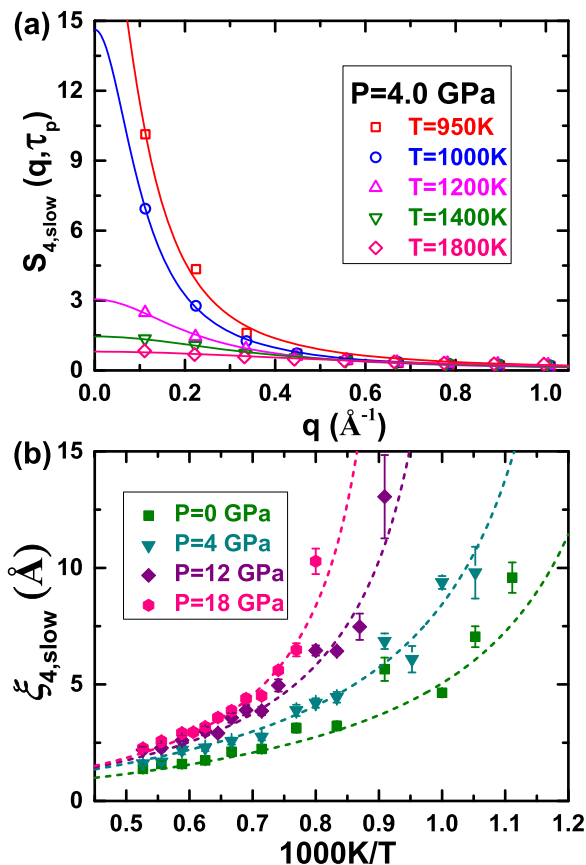 (a)
15
12
9
6
3
0
S4,slow (q,τp)
P=4.0 GPa
T=950K
T=1000K
T=1200K
T=1400K
T=1800K
0.0 0.2 0.4 0.6 0.8 1.0
q (Å⁻¹)
(b)
15
10
5
0
ξ4,slow (Å)
P=0 GPa
P=4 GPa
P=12 GPa
P=18 GPa
0.5 0.6 0.7 0.8 0.9 1.0 1.1 1.2
1000K/T